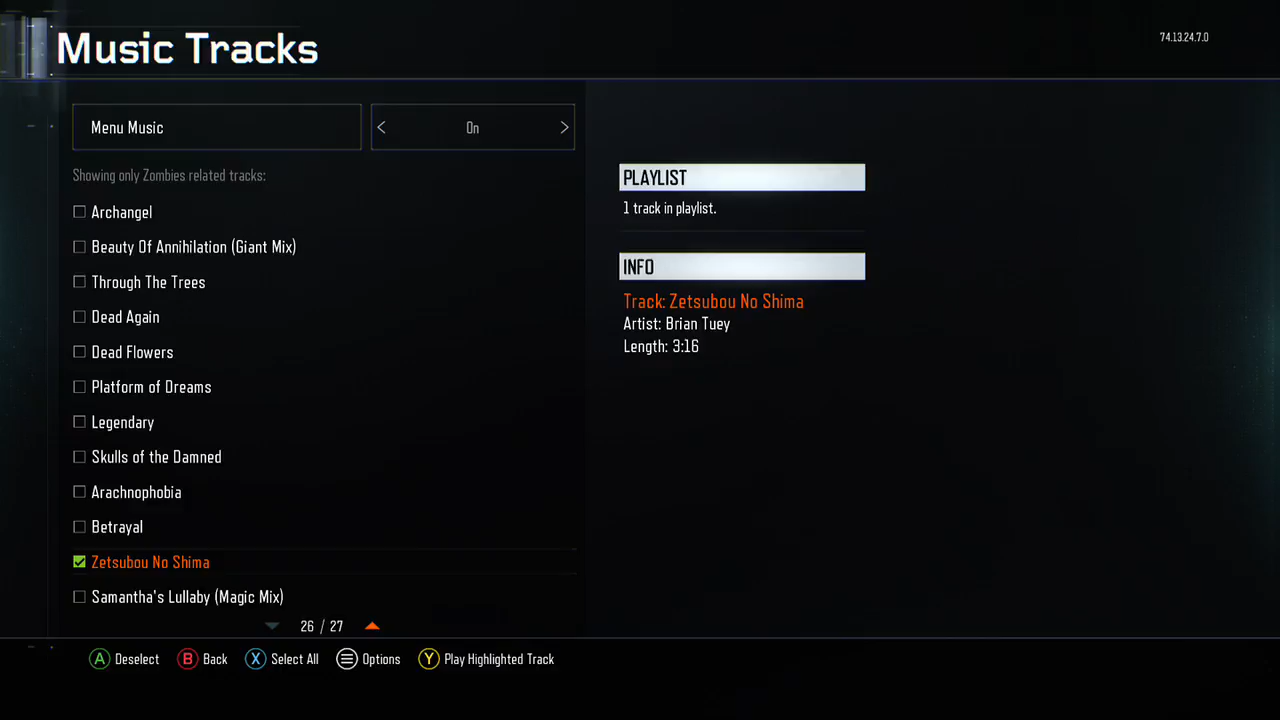 Music Tracks
74.13.24.7.0
Menu Music
On
Showing only Zombies related tracks:
Archangel
Beauty Of Annihilation (Giant Mix)
Through The Trees
Dead Again
Dead Flowers
Platform of Dreams
Legendary
Skulls of the Damned
Arachnophobia
Betrayal
Zetsubou No Shima
Samantha's Lullaby (Magic Mix)
26 / 27
PLAYLIST
1 track in playlist.
INFO
Track: Zetsubou No Shima
Artist: Brian Tuey
Length: 3:16
A Deselect B Back X Select All Options Y Play Highlighted Track